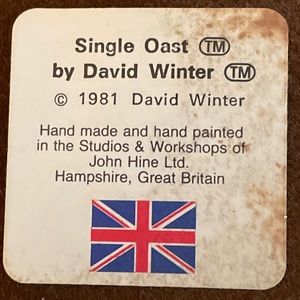 Single Oast TM
by David Winter TM
© 1981 David Winter
Hand made and hand painted
in the Studios & Workshops of
John Hine Ltd.
Hampshire, Great Britain